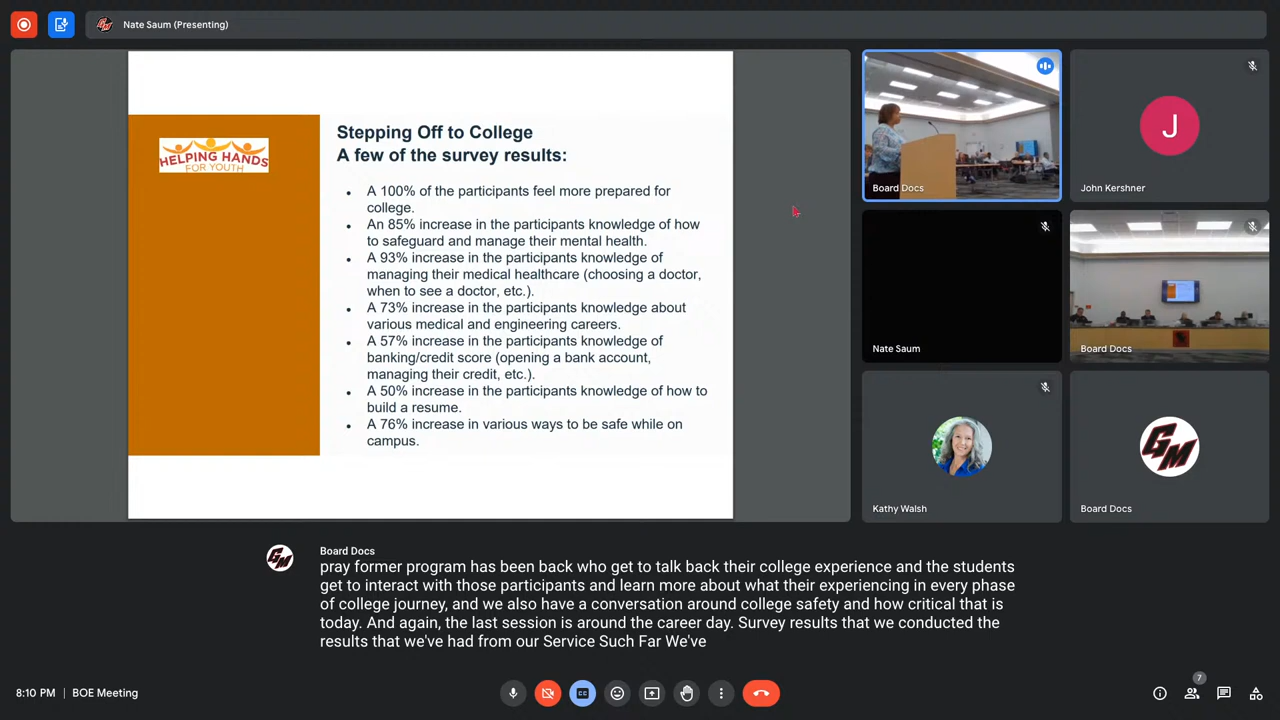 Nate Saum (Presenting)
HELPING HANDS
FOR YOUTH
Stepping Off to College
A few of the survey results:
• A 100% of the participants feel more prepared for
college.
• An 85% increase in the participants knowledge of how
to safeguard and manage their mental health.
• A 93% increase in the participants knowledge of
managing their medical healthcare (choosing a doctor,
when to see a doctor, etc.).
• A 73% increase in the participants knowledge about
various medical and engineering careers.
• A 57% increase in the participants knowledge of
banking/credit score (opening a bank account,
managing their credit, etc.).
• A 50% increase in the participants knowledge of how to
build a resume.
• A 76% increase in various ways to be safe while on
campus.
Board Docs
J
John Kershner
Nate Saum
Board Docs
Kathy Walsh
GM
Board Docs
GM
Board Docs
pray former program has been back who get to talk back their college experience and the students
get to interact with those participants and learn more about what their experiencing in every phase
of college journey, and we also have a conversation around college safety and how critical that is
today. And again, the last session is around the career day. Survey results that we conducted the
results that we've had from our Service Such Far We've
8:10 PM | BOE Meeting
CC
7